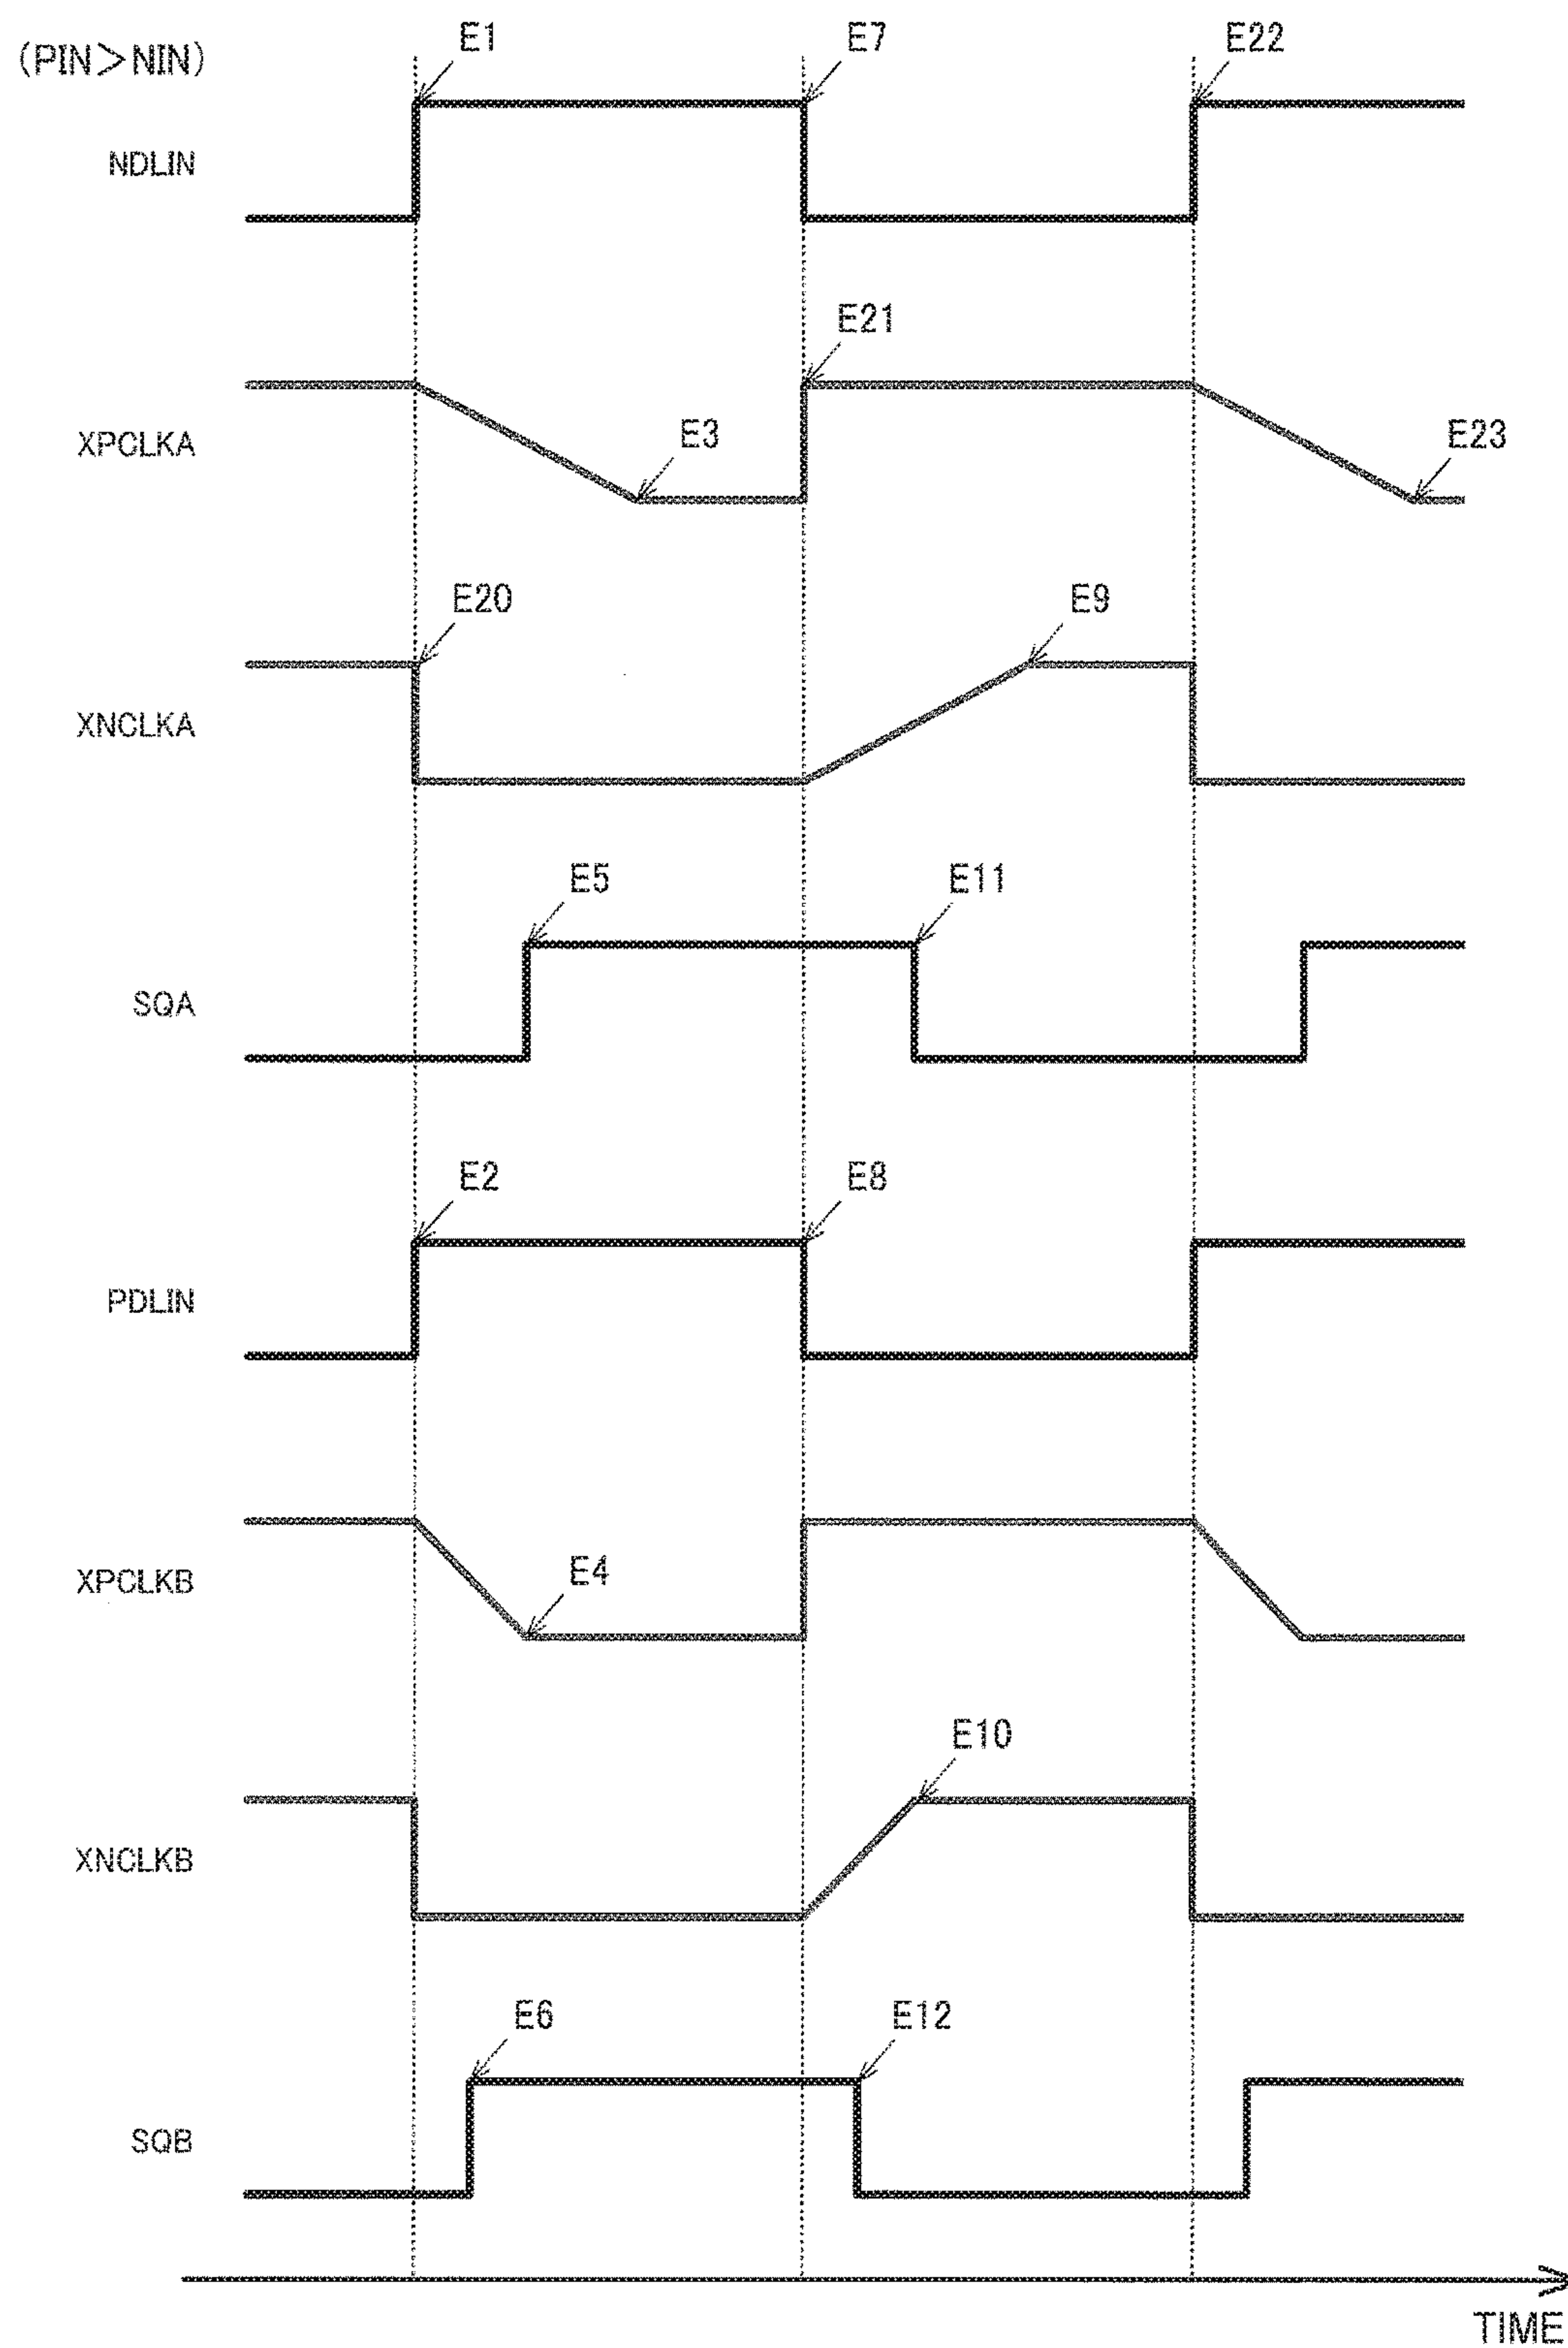 (PIN>NIN)
E1
E7
E22
NDLIN
E21
XPCLKA
E3
E23
E20
E9
XNCLKA
E5
E11
SQA
E2
E8
PDLIN
XPCLKB
E4
E10
XNCLKB
E6
E12
SQB
TIME